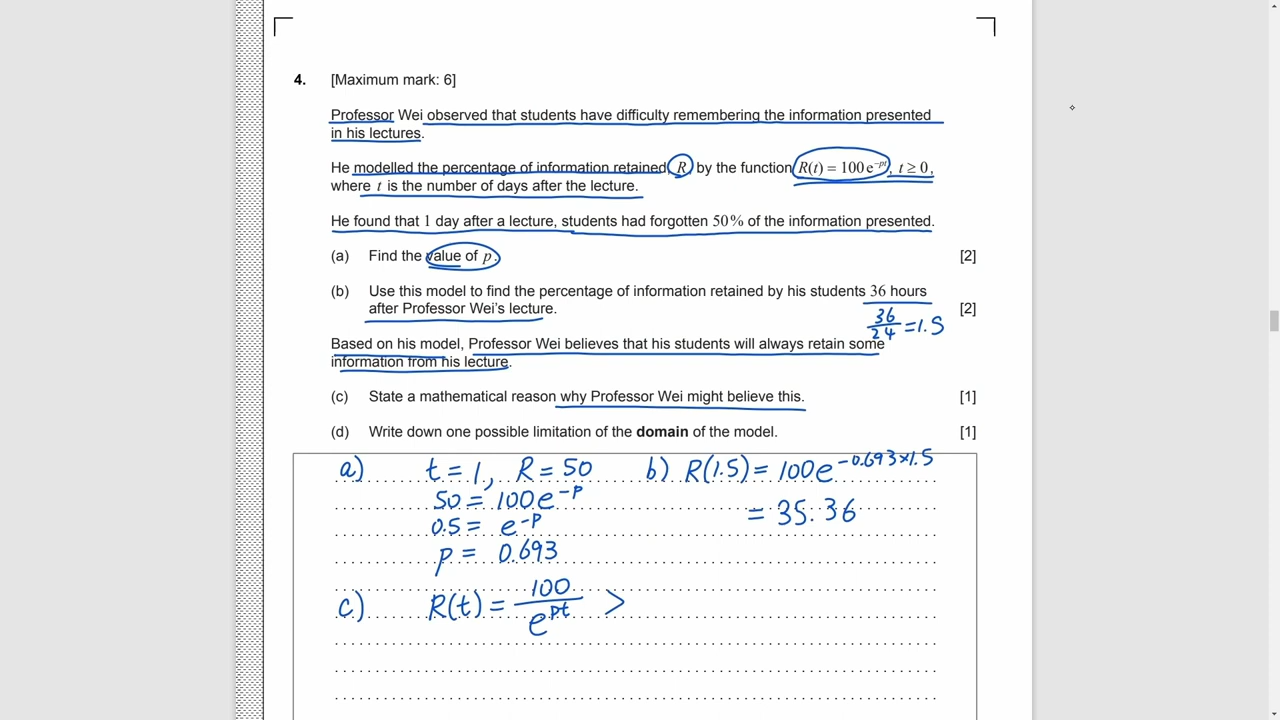 4. [Maximum mark: 6]
Professor Wei observed that students have difficulty remembering the information presented
in his lectures.
He modelled the percentage of information retained R by the function R(t) = 100e^{-pt}, t ≥ 0,
where t is the number of days after the lecture.
He found that 1 day after a lecture, students had forgotten 50% of the information presented.
(a) Find the value of p. [2]
(b) Use this model to find the percentage of information retained by his students 36 hours
after Professor Wei's lecture. [2]
36/24 = 1.5
Based on his model, Professor Wei believes that his students will always retain some
information from his lecture.
(c) State a mathematical reason why Professor Wei might believe this. [1]
(d) Write down one possible limitation of the domain of the model. [1]
a) t = 1, R = 50
50 = 100e^{-p}
0.5 = e^{-p}
p = 0.693
b) R(1.5) = 100e^{-0.693×1.5}
= 35.36
c) R(t) = 100/e^{pt} >